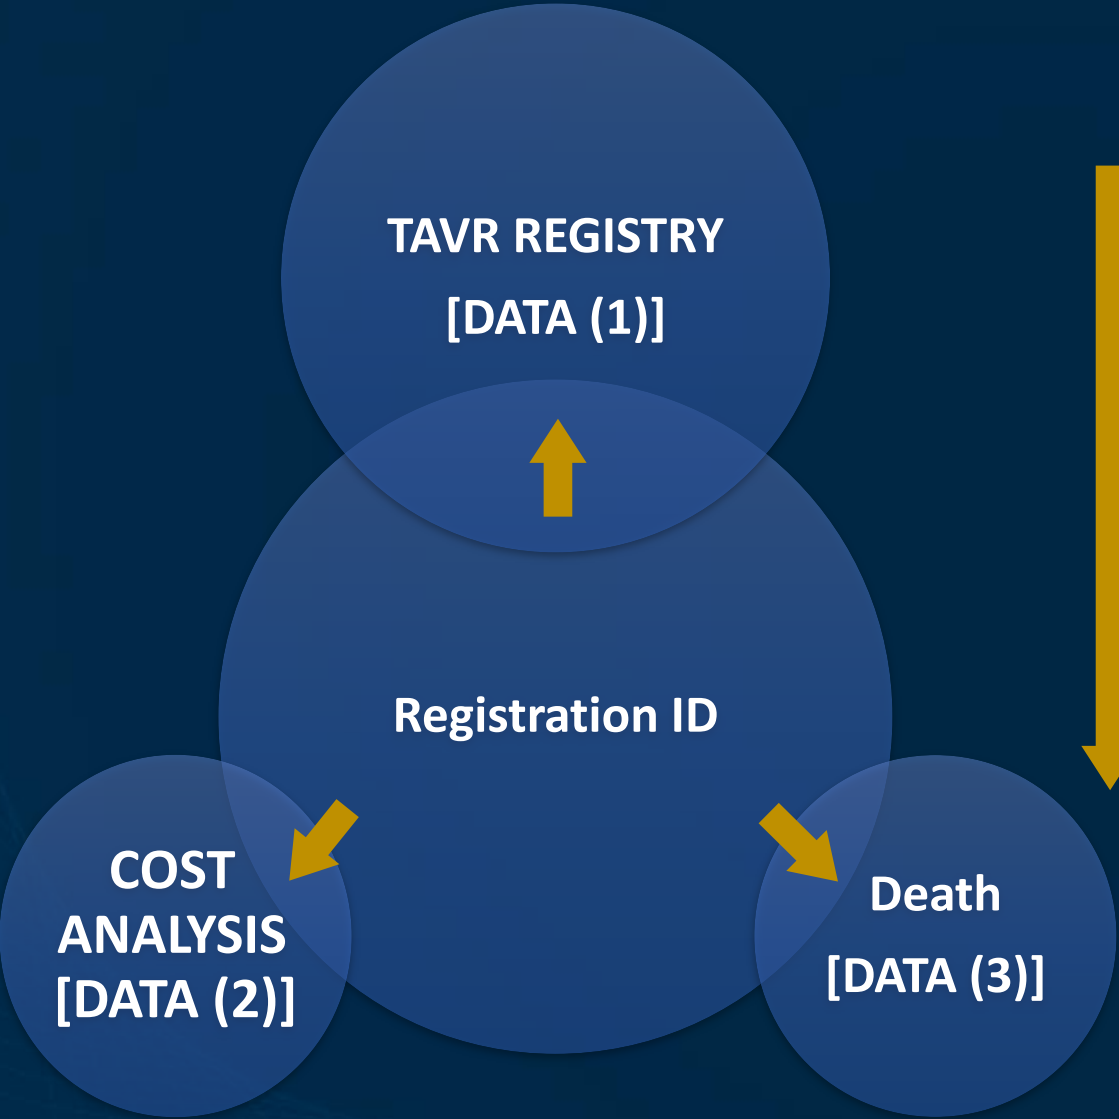 TAVR REGISTRY
[DATA (1)]
Registration ID
COST
ANALYSIS
[DATA (2)]
Death
[DATA (3)]